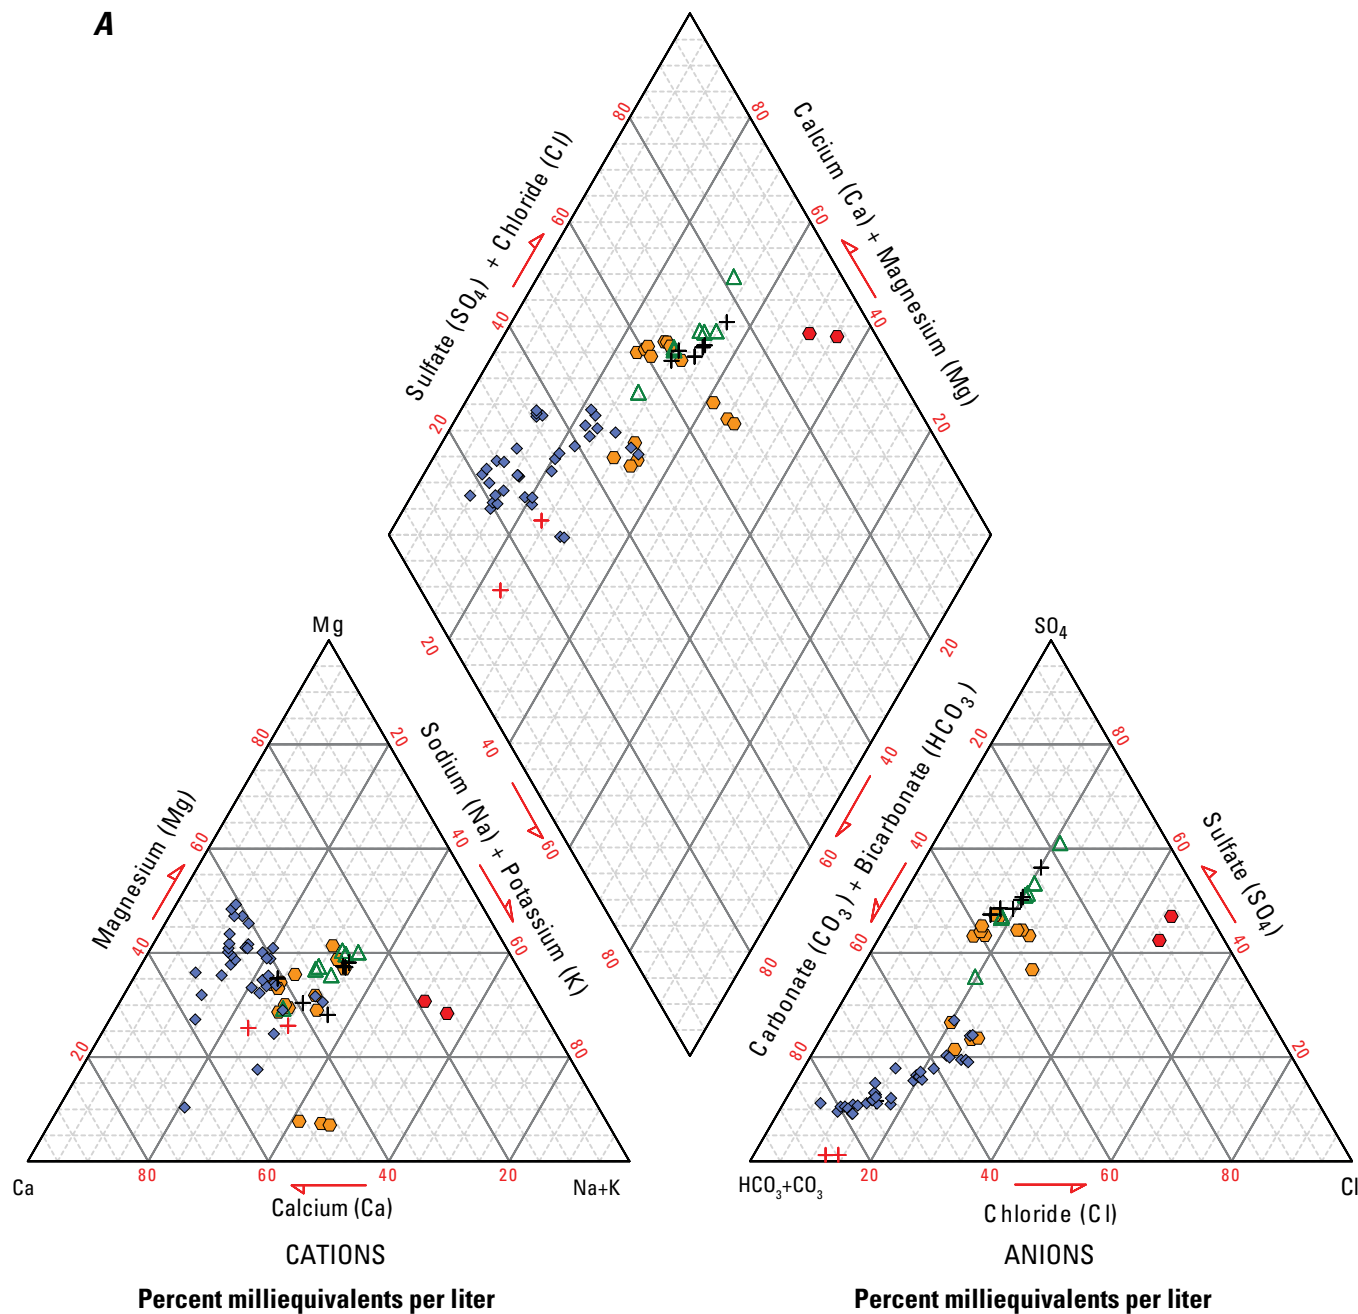 A
80
80
Sulfate (SO4) + Chloride (Cl)
Calcium (Ca) + Magnesium (Mg)
60
60
40
40
20
20
20
20
40
40
60
60
80
80
Mg
SO4
80
20
20
80
Magnesium (Mg)
Sodium (Na) + Potassium (K)
Carbonate (CO3) + Bicarbonate (HCO3)
Sulfate (SO4)
60
40
40
60
40
60
60
40
20
80
80
20
Ca
80
60
40
20
Na+K
HCO3+CO3
20
40
60
80
Cl
Calcium (Ca)
Chloride (Cl)
CATIONS
ANIONS
Percent milliequivalents per liter
Percent milliequivalents per liter